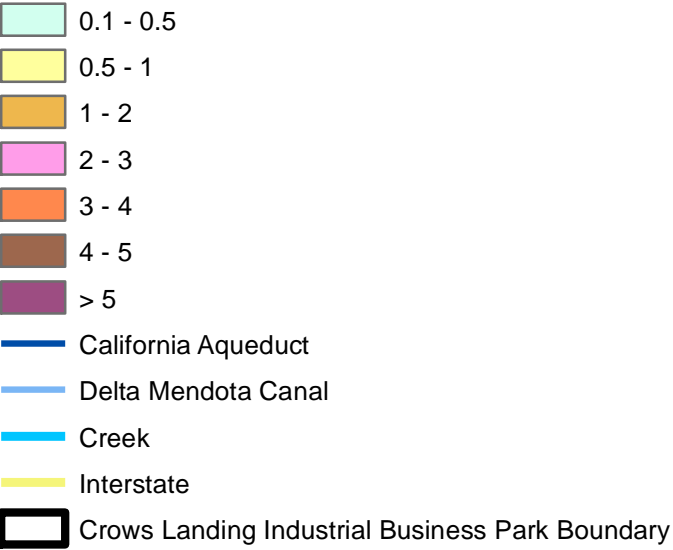 0.1 - 0.5
0.5 - 1
1 - 2
2 - 3
3 - 4
4 - 5
> 5
California Aqueduct
Delta Mendota Canal
Creek
Interstate
Crows Landing Industrial Business Park Boundary